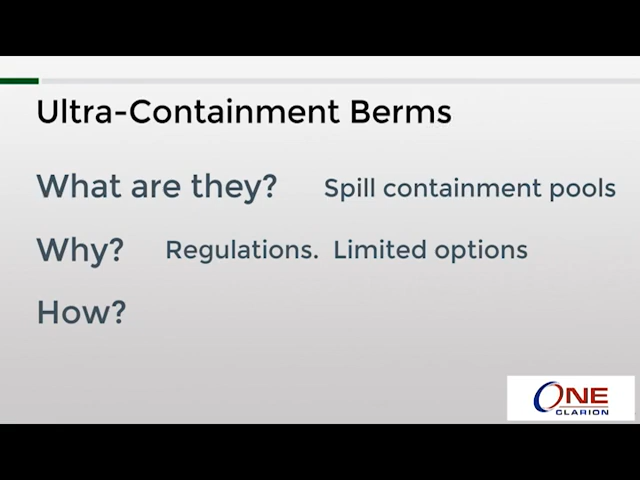 Ultra-Containment Berms
What are they? Spill containment pools
Why? Regulations. Limited options
How?
ONE
CLARION